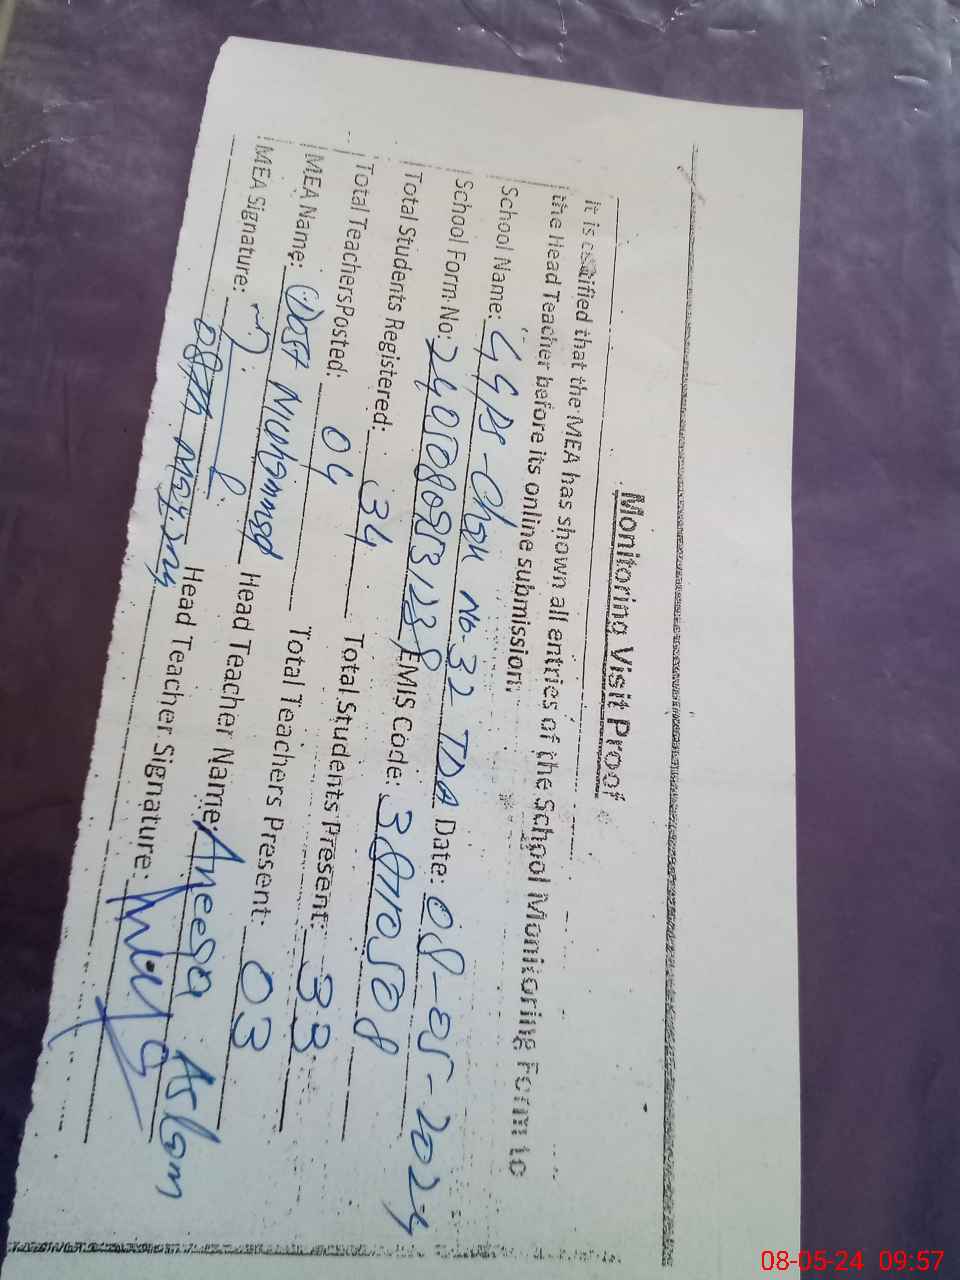 Monitoring Visit Proof
it is certified that the MEA has shown all entries of the School Monitoring Form to
the Head Teacher before its online submission.
School Name: GGPS-Chak No-32 TDA Date: 08-05-2024
School Form No: EMIS Code:
Total Students Registered: 34 Total Students Present: 33
Total Teachers Posted: 04 Total Teachers Present: 03
MEA Name: Dost Muhammad Head Teacher Name: Aneesa Aslam
MEA Signature: Head Teacher Signature:
08-05-24 09:57